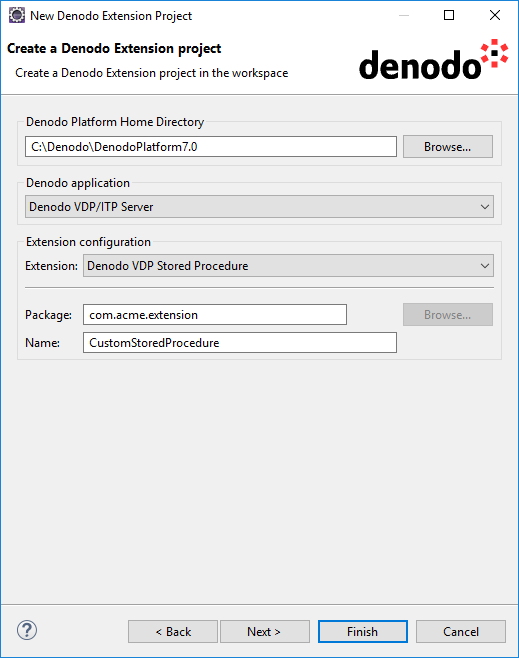 New Denodo Extension Project
Create a Denodo Extension project
Create a Denodo Extension project in the workspace
denodo
Denodo Platform Home Directory
C:\Denodo\DenodoPlatform7.0
Browse...
Denodo application
Denodo VDP/ITP Server
Extension configuration
Extension: Denodo VDP Stored Procedure
Package: com.acme.extension
Browse...
Name: CustomStoredProcedure
?
< Back
Next >
Finish
Cancel